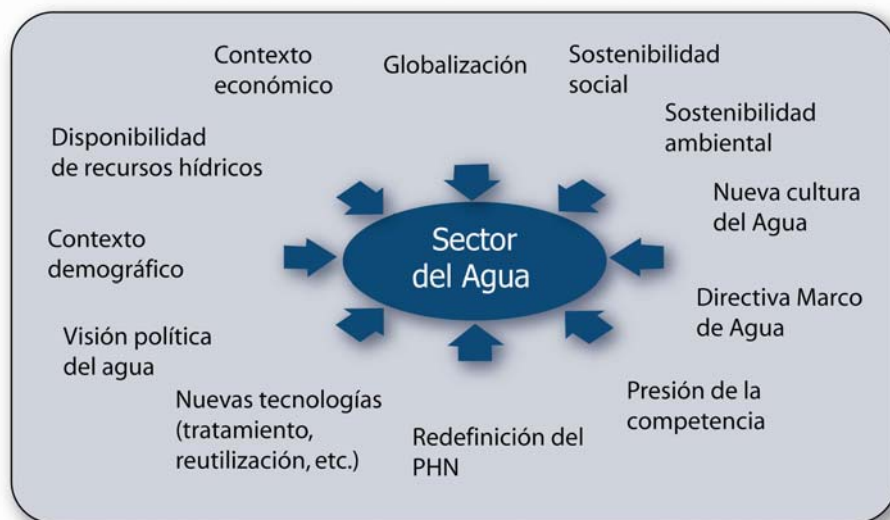 Contexto
económico
Globalización
Sostenibilidad
social
Sostenibilidad
ambiental
Disponibilidad
de recursos hídricos
Nueva cultura
del Agua
Contexto
demográfico
Sector
del Agua
Directiva Marco
de Agua
Visión política
del agua
Presión de la
competencia
Nuevas tecnologías
(tratamiento,
reutilización, etc.)
Redefinición del
PHN